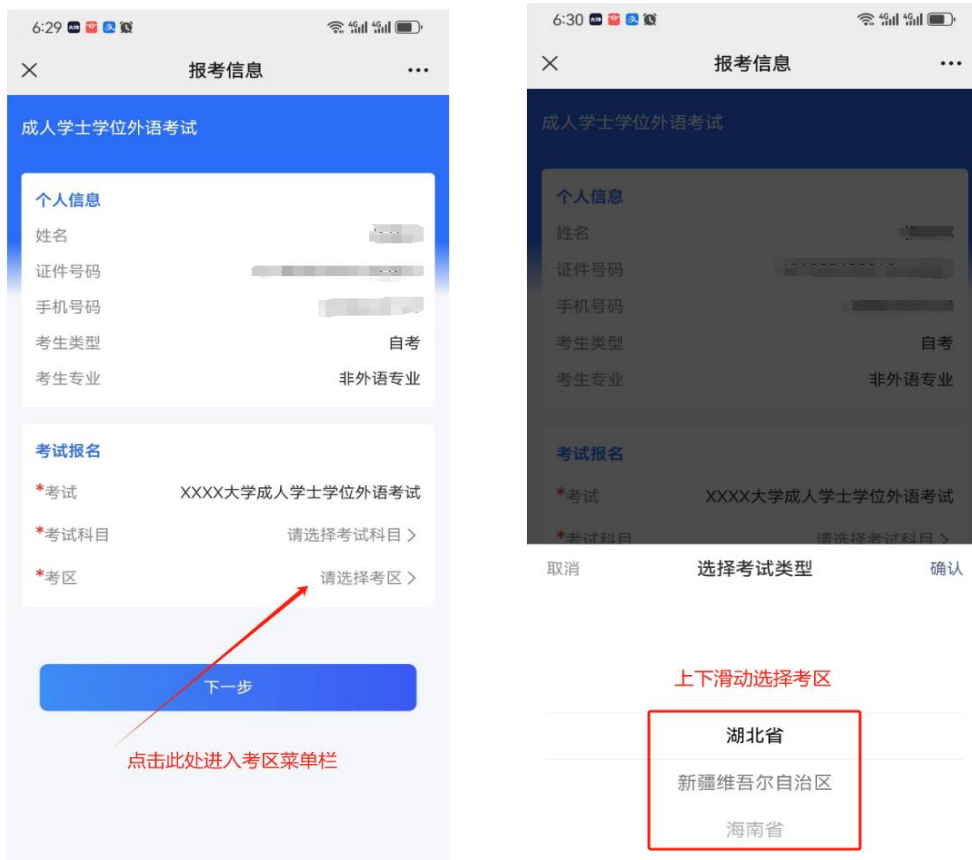 6:29
报考信息
成人学士学位外语考试
个人信息
姓名
证件号码
手机号码
考生类型 自考
考生专业 非外语专业
考试报名
*考试 XXXX大学成人学士学位外语考试
*考试科目 请选择考试科目 >
*考区 请选择考区 >
下一步
点击此处进入考区菜单栏
6:30
报考信息
成人学士学位外语考试
个人信息
姓名
证件号码
手机号码
考生类型 自考
考生专业 非外语专业
考试报名
*考试 XXXX大学成人学士学位外语考试
*考试科目 请选择考试科目 >
取消 选择考试类型 确认
上下滑动选择考区
湖北省
新疆维吾尔自治区
海南省